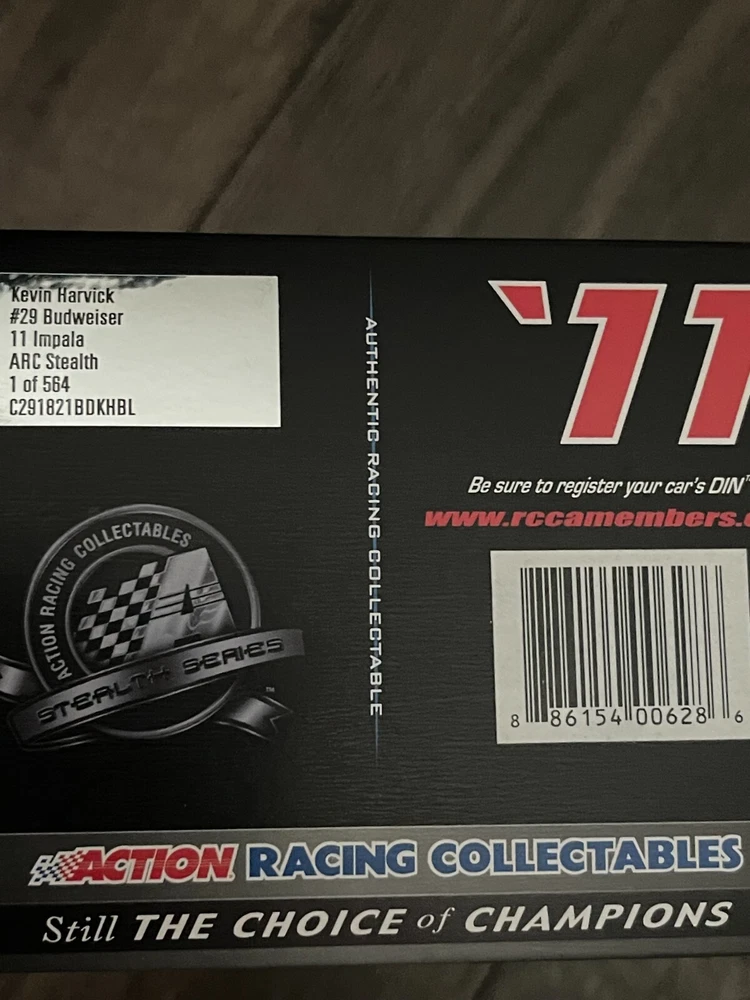 Kevin Harvick
#29 Budweiser
11 Impala
ARC Stealth
1 of 564
C291821BDKHBL
ACTION RACING COLLECTABLES
STEALTH SERIES
TM
AUTHENTIC RACING COLLECTABLE
'11
Be sure to register your car's DIN™
www.rccamembers.c
8 86154 00628 6
ACTION RACING COLLECTABLES
Still THE CHOICE of CHAMPIONS